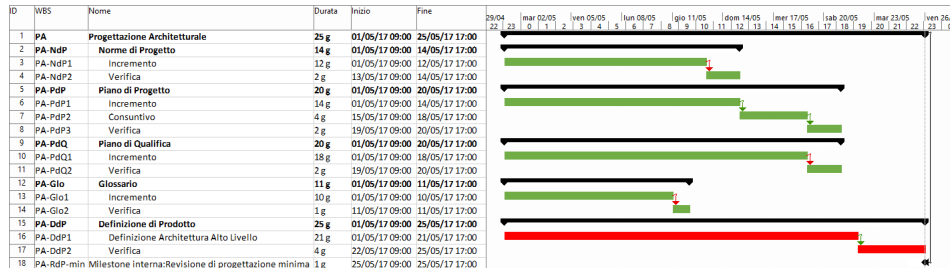 ID WBS Nome Durata Inizio Fine
29/04 mar 02/05 ven 05/05 lun 08/05 gio 11/05 dom 14/05 mer 17/05 sab 20/05 mar 23/05 ven 26/
22 23 0 1 2 3 4 5 6 7 8 9 10 11 12 13 14 15 16 17 18 19 20 21 22 23 0
1 PA Progettazione Architetturale 25 g 01/05/17 09:00 25/05/17 17:00
2 PA-NdP Norme di Progetto 14 g 01/05/17 09:00 14/05/17 17:00
3 PA-NdP1 Incremento 12 g 01/05/17 09:00 12/05/17 17:00
4 PA-NdP2 Verifica 2 g 13/05/17 09:00 14/05/17 17:00
5 PA-PdP Piano di Progetto 20 g 01/05/17 09:00 20/05/17 17:00
6 PA-PdP1 Incremento 14 g 01/05/17 09:00 14/05/17 17:00
7 PA-PdP2 Consuntivo 4 g 15/05/17 09:00 18/05/17 17:00
8 PA-PdP3 Verifica 2 g 19/05/17 09:00 20/05/17 17:00
9 PA-PdQ Piano di Qualifica 20 g 01/05/17 09:00 20/05/17 17:00
10 PA-PdQ1 Incremento 18 g 01/05/17 09:00 18/05/17 17:00
11 PA-PdQ2 Verifica 2 g 19/05/17 09:00 20/05/17 17:00
12 PA-Glo Glossario 11 g 01/05/17 09:00 11/05/17 17:00
13 PA-Glo1 Incremento 10 g 01/05/17 09:00 10/05/17 17:00
14 PA-Glo2 Verifica 1 g 11/05/17 09:00 11/05/17 17:00
15 PA-DdP Definizione di Prodotto 25 g 01/05/17 09:00 25/05/17 17:00
16 PA-DdP1 Definizione Architettura Alto Livello 21 g 01/05/17 09:00 21/05/17 17:00
17 PA-DdP2 Verifica 4 g 22/05/17 09:00 25/05/17 17:00
18 PA-RdP-min Milestone interna:Revisione di progettazione minima 1 g 25/05/17 09:00 25/05/17 17:00